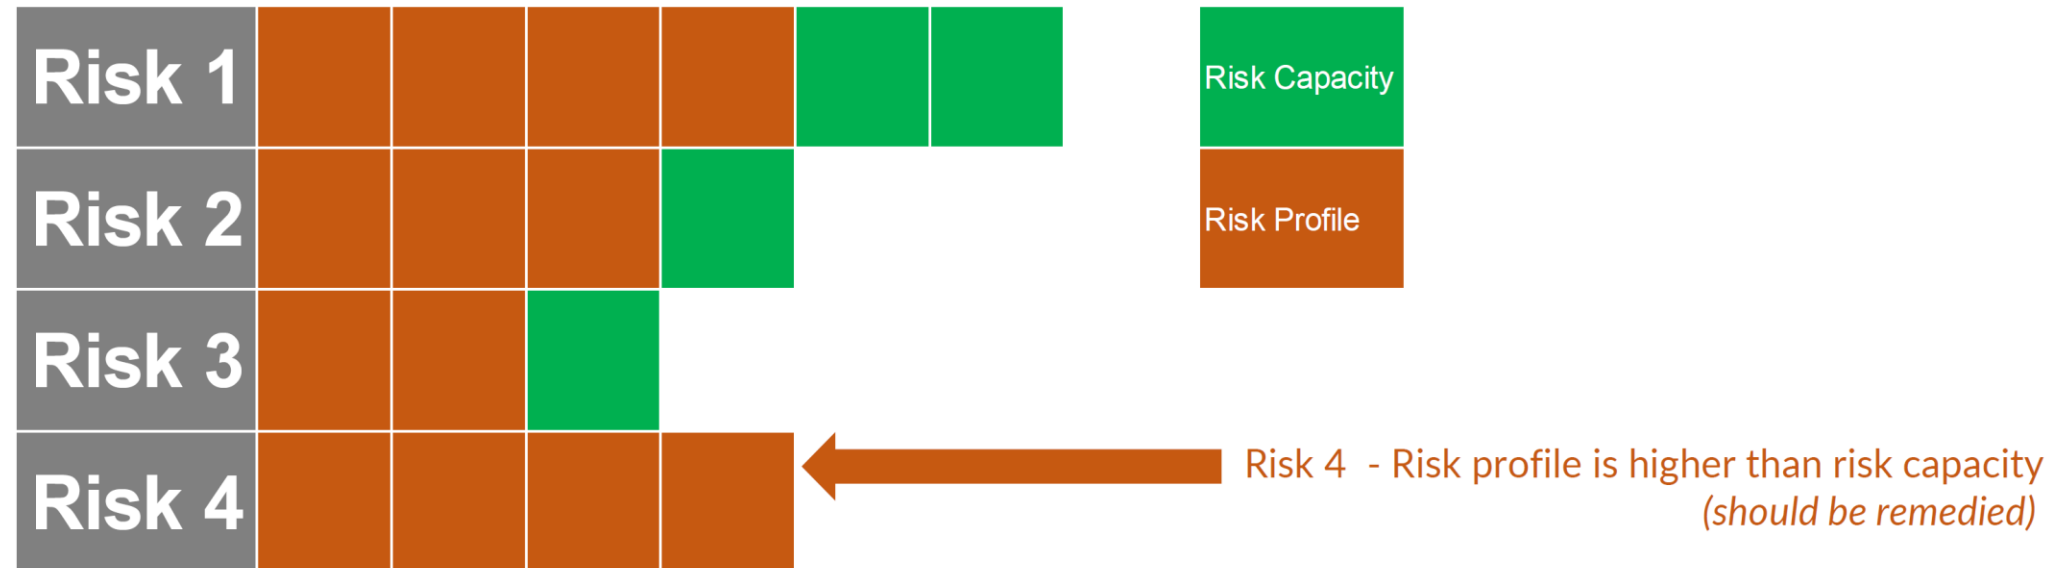 Risk 1
Risk Capacity
Risk 2
Risk Profile
Risk 3
Risk 4
Risk 4 - Risk profile is higher than risk capacity
(should be remedied)